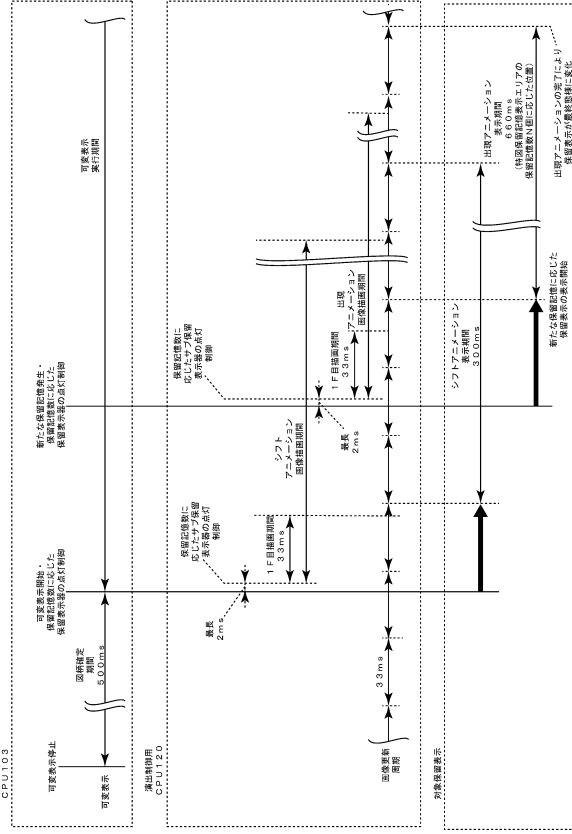 CPU103
可変表示停止
可変表示
図柄確定
期間
500ms
可変表示開始・
保留記憶数に応じた
保留表示器の点灯制御
新たな保留記憶発生・
保留記憶数に応じた
保留表示器の点灯制御
可変表示
実行期間
演出制御用
CPU120
最長
2ms
保留記憶数に
応じたサブ保留
表示器の点灯
制御
1F目描画期間
33ms
シフト
アニメーション
画像描画期間
最長
2ms
保留記憶数に
応じたサブ保留
表示器の点灯
制御
1F目描画期間
33ms
出現
アニメーション
画像描画期間
画像更新
周期
33ms
対象保留表示
シフトアニメーション
表示期間
300ms
新たな保留記憶に応じた
保留表示の表示開始
出現アニメーション
表示期間
660ms
(特図保留記憶表示エリアの
保留記憶数N個に応じた位置)
出現アニメーションの完了により
保留表示が最終態様に変化